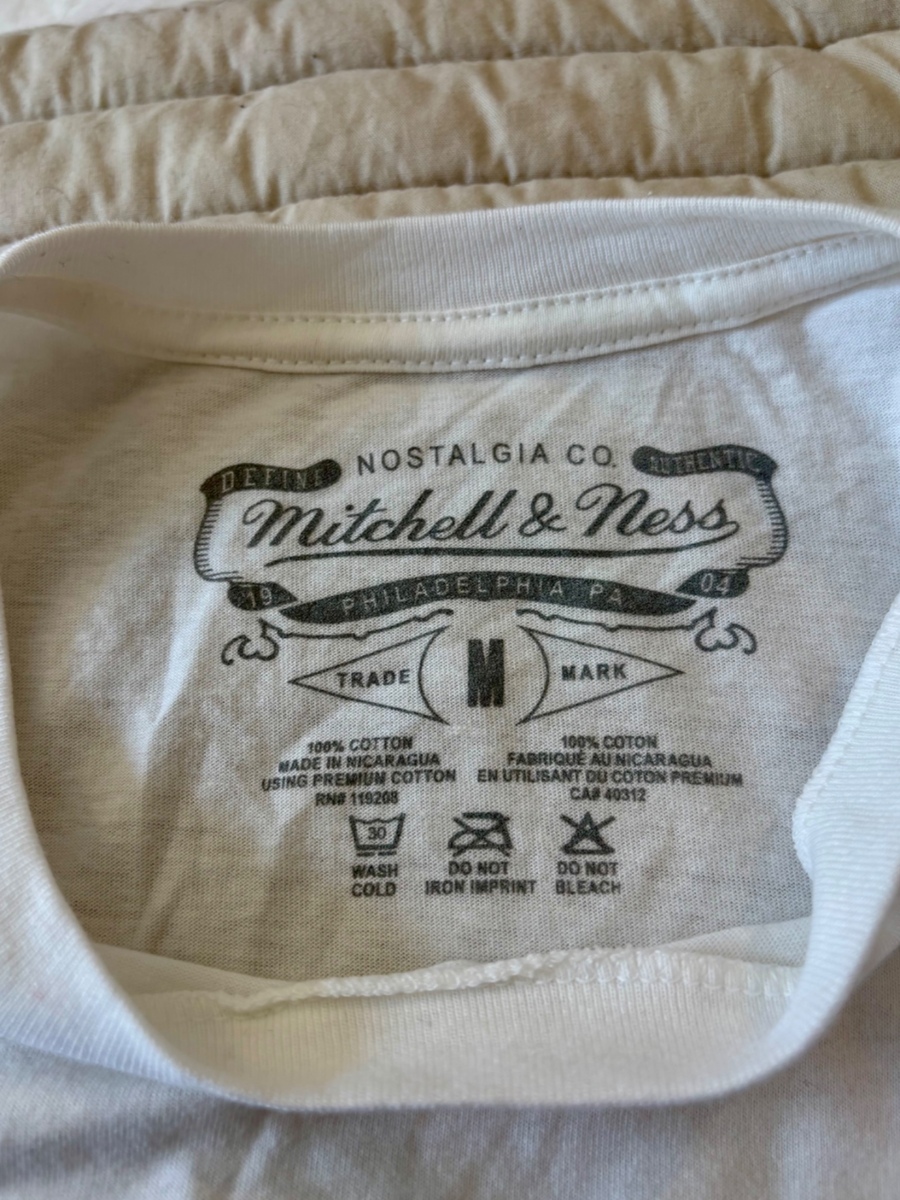 NOSTALGIA CO.
DEFINE AUTHENTIC
Mitchell & Ness
19 PHILADELPHIA PA 04
TRADE M MARK
100% COTTON
MADE IN NICARAGUA
USING PREMIUM COTTON
RN# 119208
100% COTON
FABRIQUÉ AU NICARAGUA
EN UTILISANT DU COTON PREMIUM
CA# 40312
30
WASH
COLD
DO NOT
IRON IMPRINT
DO NOT
BLEACH